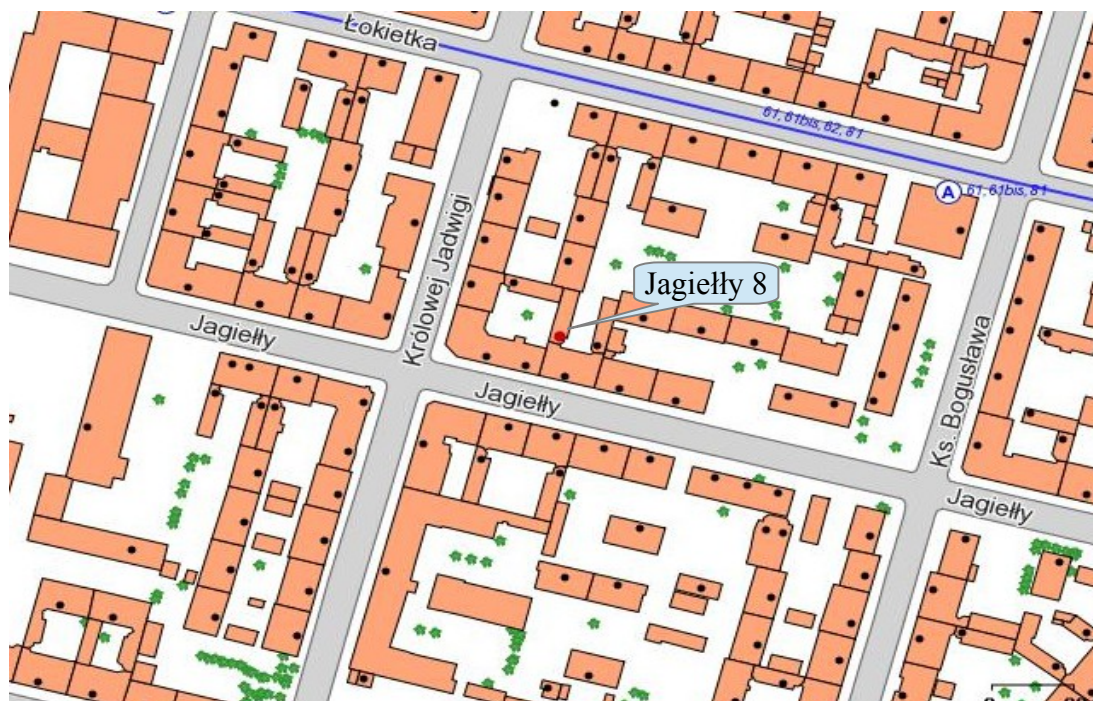 Łokietka
61, 61bis, 62, 81
A
61, 61bis, 81
Królowej Jadwigi
Jagiełły 8
Jagiełły
Jagiełły
Ks. Bogusława
Jagiełły